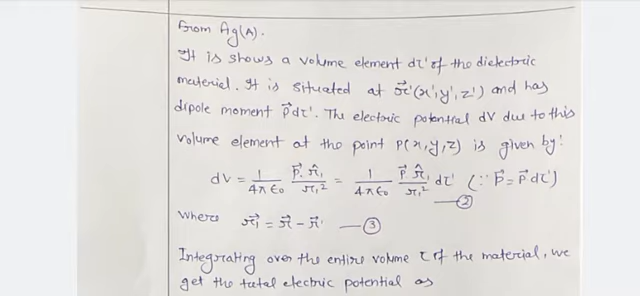 From fig(A).
It is shows a volume element dτ' of the dielectric
material. It is situated at r⃗'(x',y',z') and has
dipole moment P⃗dτ'. The electric potential dV due to this
volume element at the point P(x,y,z) is given by:
dV = 1/4πϵ₀ p⃗.r̂₁/r₁² = 1/4πϵ₀ P⃗.r̂₁/r₁² dτ' (∵ p⃗ = P⃗dτ')
—②
where r⃗₁ = r⃗ - r⃗' —③
Integrating over the entire volume τ of the material, we
get the total electric potential as